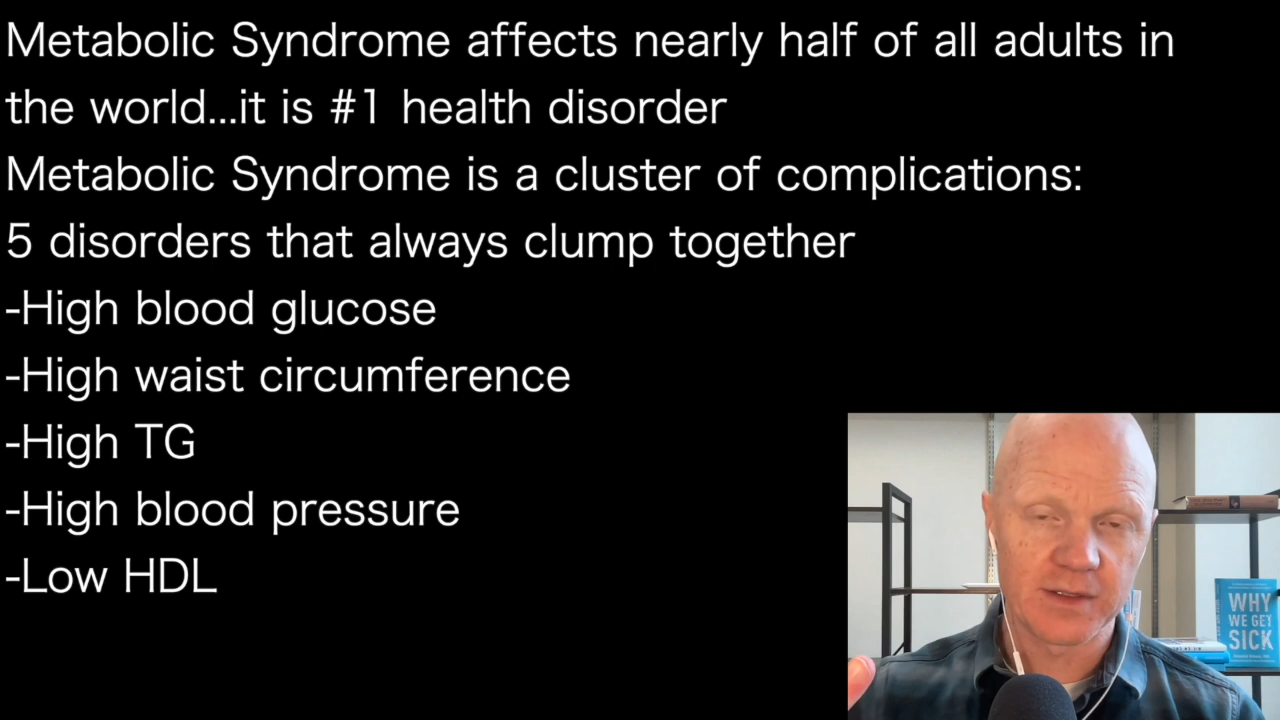 Metabolic Syndrome affects nearly half of all adults in
the world...it is #1 health disorder
Metabolic Syndrome is a cluster of complications:
5 disorders that always clump together
-High blood glucose
-High waist circumference
-High TG
-High blood pressure
-Low HDL
WHY
WE GET
SICK